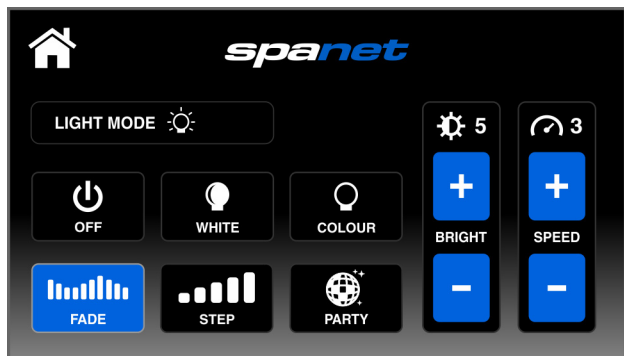 spanet
LIGHT MODE
5
3
OFF
WHITE
COLOUR
BRIGHT
SPEED
FADE
STEP
PARTY